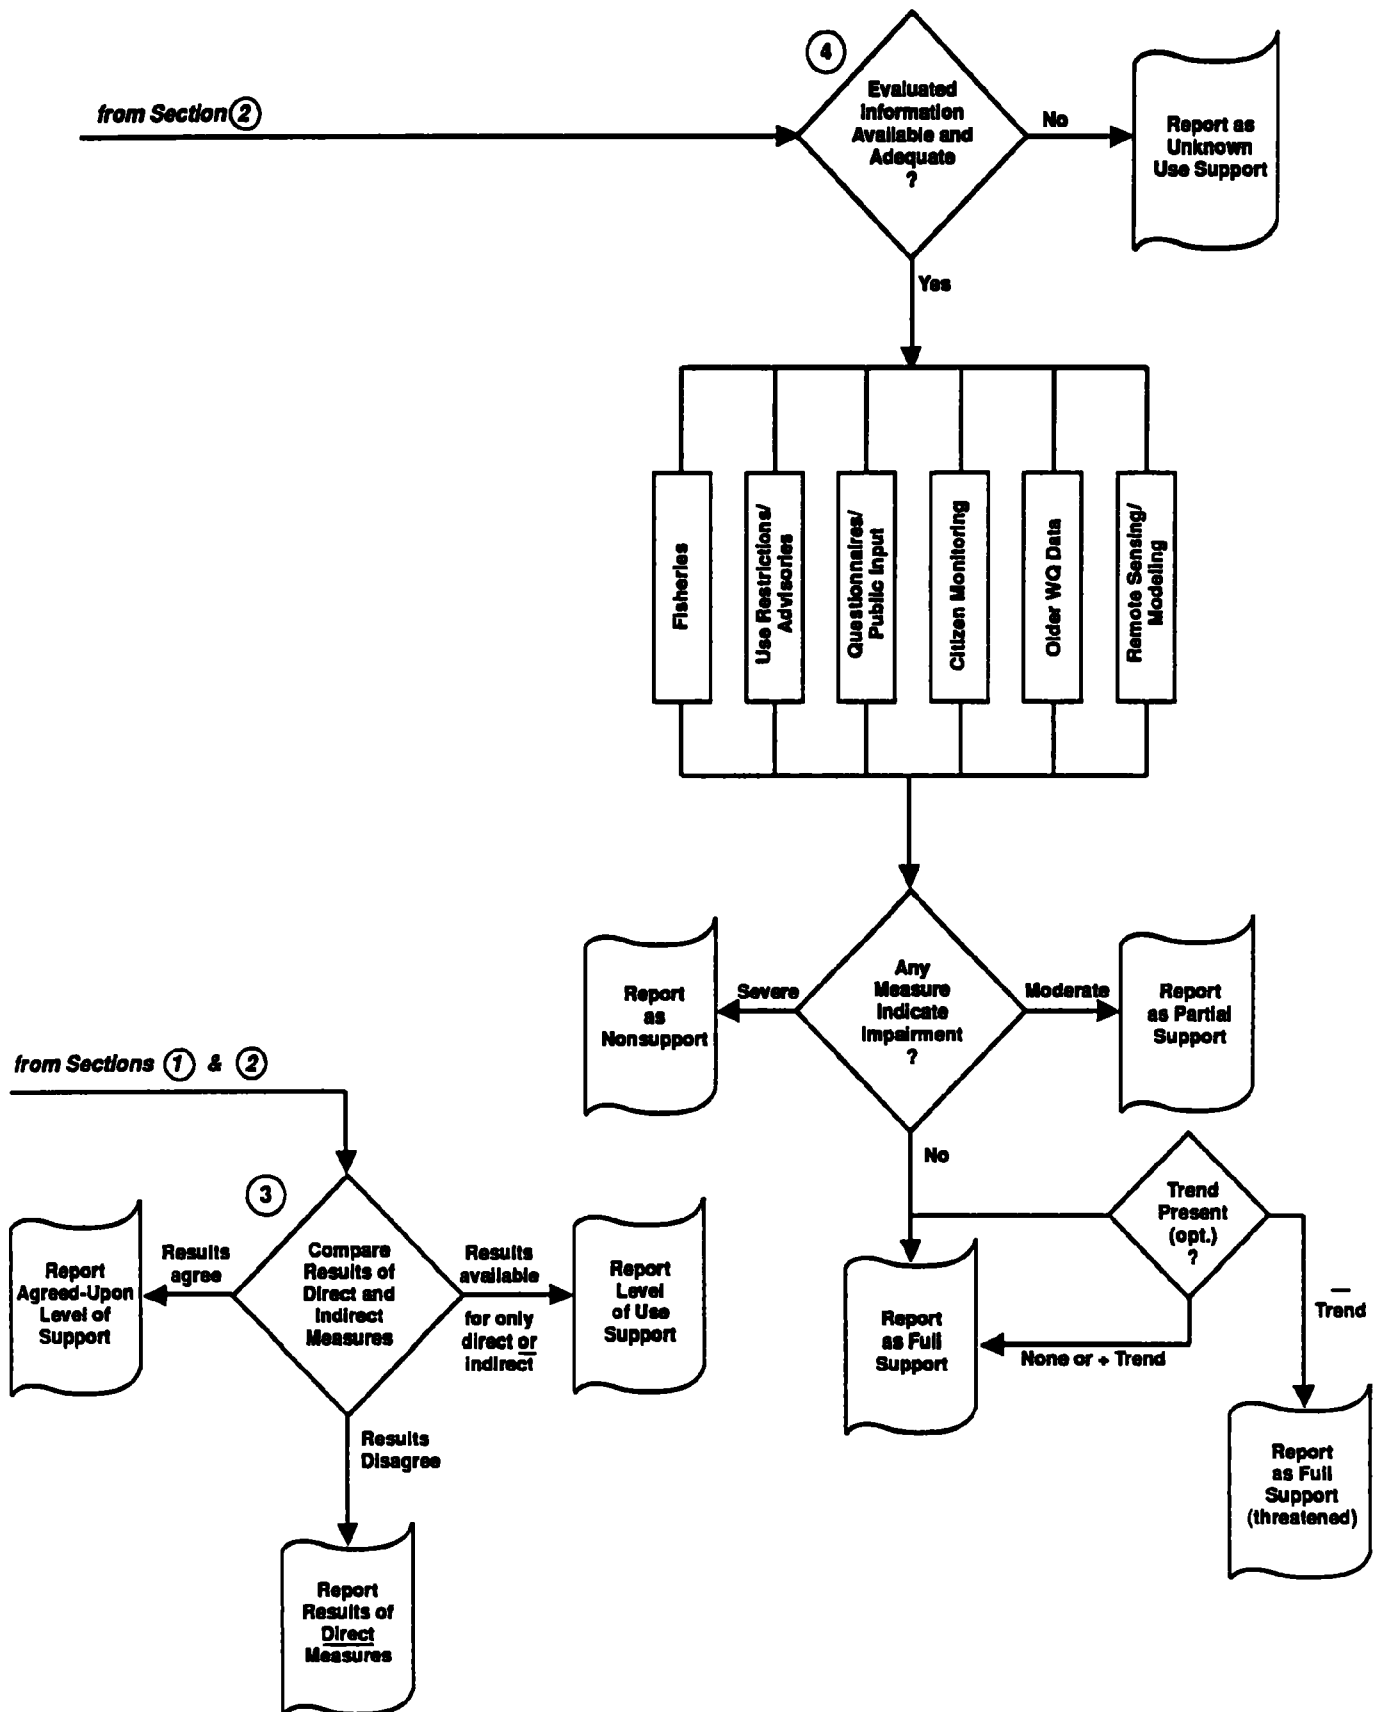 4
from Section 2
Evaluated
Information
Available and
Adequate
?
No
Report as
Unknown
Use Support
Yes
Fisheries
Use Restrictions/
Advisories
Questionnaires/
Public Input
Citizen Monitoring
Older WQ Data
Remote Sensing/
Modeling
Any
Measure
Indicate
Impairment
?
Severe
Report
as
Nonsupport
Moderate
Report
as Partial
Support
No
Trend
Present
(opt.)
?
None or + Trend
Report
as Full
Support
– Trend
Report
as Full
Support
(threatened)
from Sections 1 & 2
3
Compare
Results of
Direct and
Indirect
Measures
Results
agree
Report
Agreed-Upon
Level of
Support
Results
available
for only
direct or
indirect
Report
Level
of Use
Support
Results
Disagree
Report
Results of
Direct
Measures